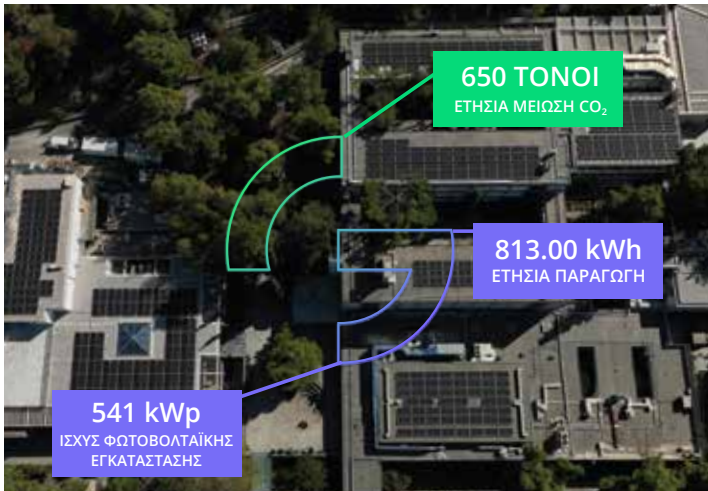 650 ΤΟΝΟΙ
ΕΤΗΣΙΑ ΜΕΙΩΣΗ CO₂
813.00 kWh
ΕΤΗΣΙΑ ΠΑΡΑΓΩΓΗ
541 kWp
ΙΣΧΥΣ ΦΩΤΟΒΟΛΤΑΪΚΗΣ
ΕΓΚΑΤΑΣΤΑΣΗΣ